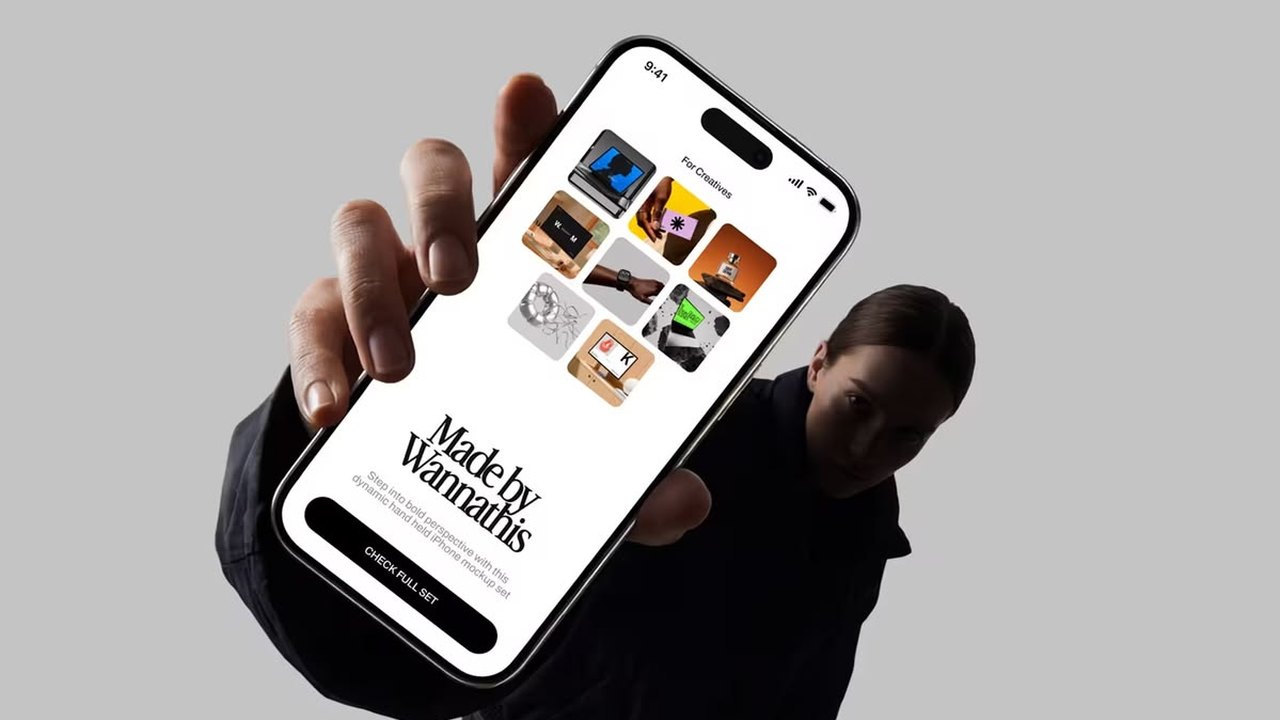 9:41
For Creatives
W. M
K
Made by
Wannathis
Step into bold perspective with this
dynamic hand held iPhone mockup set
CHECK FULL SET